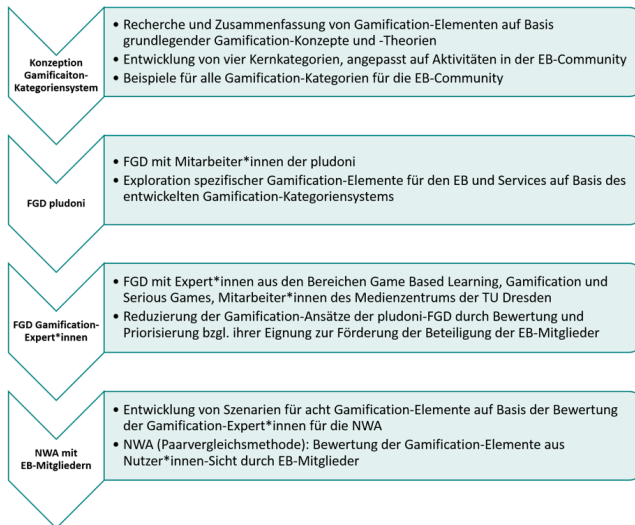 Konzeption
Gamificaiton-
Kategoriensystem
• Recherche und Zusammenfassung von Gamification-Elementen auf Basis
grundlegender Gamification-Konzepte und -Theorien
• Entwicklung von vier Kernkategorien, angepasst auf Aktivitäten in der EB-Community
• Beispiele für alle Gamification-Kategorien für die EB-Community
FGD pludoni
• FGD mit Mitarbeiter*innen der pludoni
• Exploration spezifischer Gamification-Elemente für den EB und Services auf Basis des
entwickelten Gamification-Kategoriensystems
FGD Gamification-
Expert*innen
• FGD mit Expert*innen aus den Bereichen Game Based Learning, Gamification und
Serious Games, Mitarbeiter*innen des Medienzentrums der TU Dresden
• Reduzierung der Gamification-Ansätze der pludoni-FGD durch Bewertung und
Priorisierung bzgl. ihrer Eignung zur Förderung der Beteiligung der EB-Mitglieder
NWA mit
EB-Mitgliedern
• Entwicklung von Szenarien für acht Gamification-Elemente auf Basis der Bewertung
der Gamification-Expert*innen für die NWA
• NWA (Paarvergleichsmethode): Bewertung der Gamification-Elemente aus
Nutzer*innen-Sicht durch EB-Mitglieder